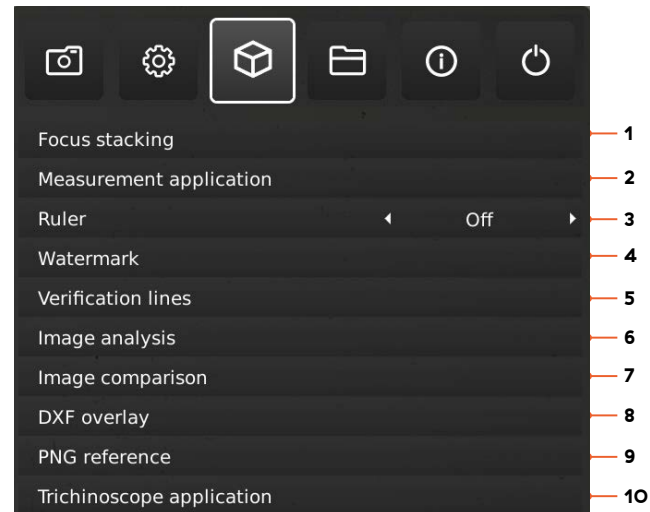 Focus stacking 1
Measurement application 2
Ruler Off 3
Watermark 4
Verification lines 5
Image analysis 6
Image comparison 7
DXF overlay 8
PNG reference 9
Trichinoscope application 10